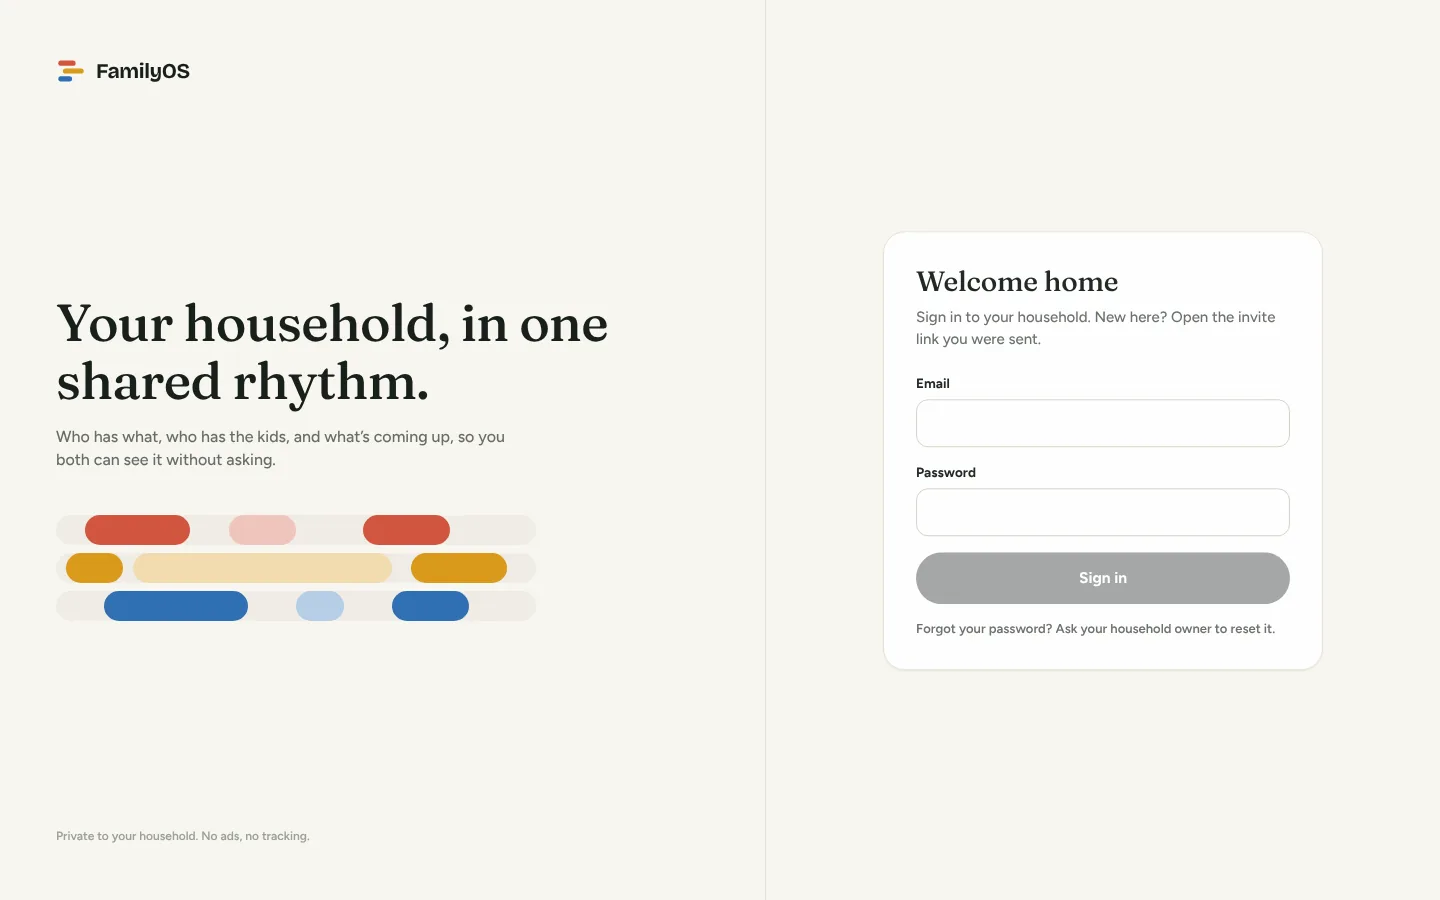 FamilyOS
Your household, in one
shared rhythm.
Who has what, who has the kids, and what’s coming up, so you
both can see it without asking.
Private to your household. No ads, no tracking.
Welcome home
Sign in to your household. New here? Open the invite
link you were sent.
Email
Password
Sign in
Forgot your password? Ask your household owner to reset it.